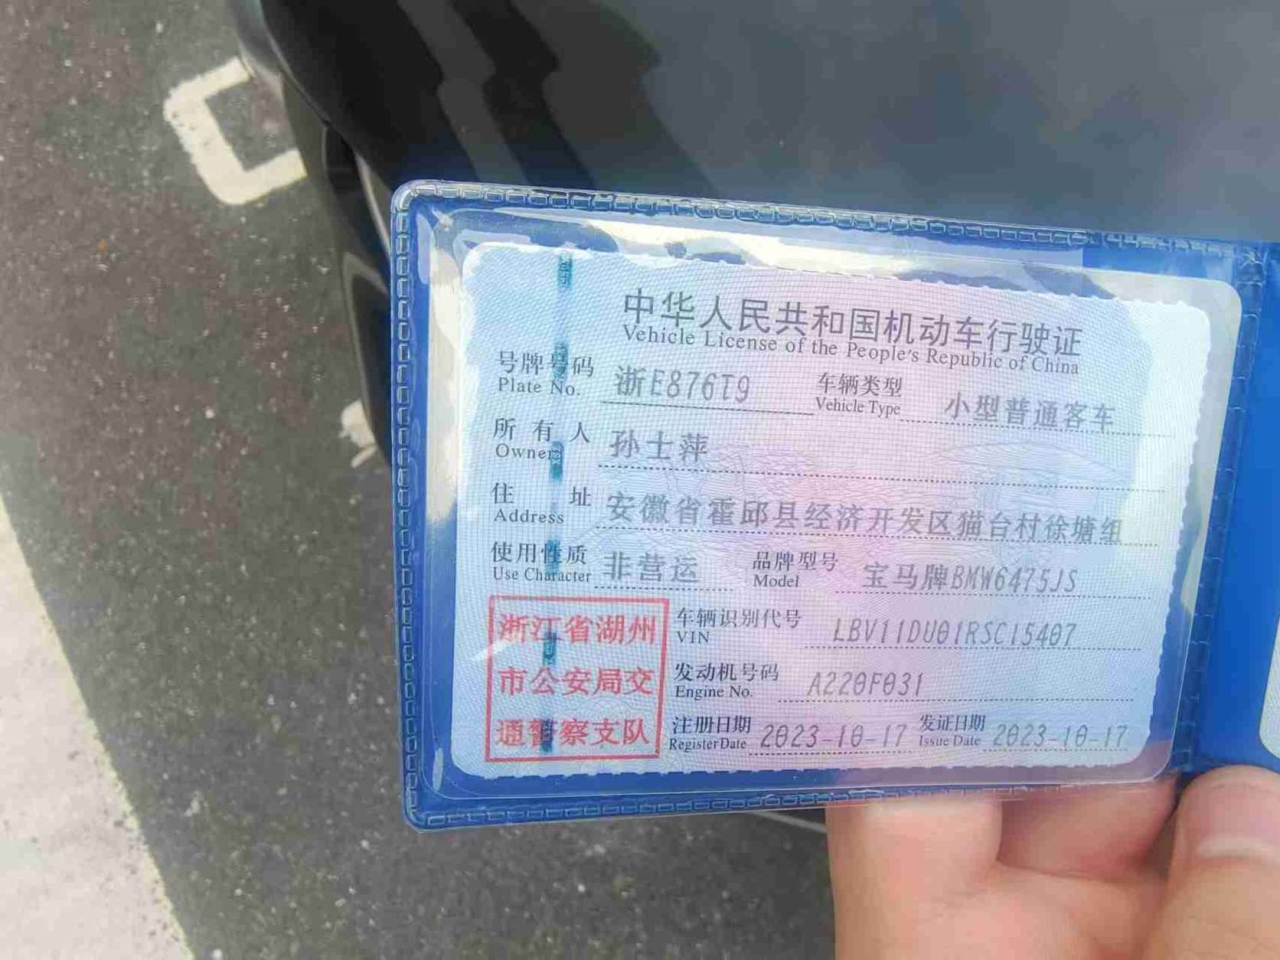 中华人民共和国机动车行驶证
Vehicle License of the People's Republic of China
号牌号码 浙E876T9 车辆类型 小型普通客车
Plate No. Vehicle Type
所有人 孙士萍
Owner
住址 安徽省霍邱县经济开发区猫台村徐塘组
Address
使用性质 非营运 品牌型号 宝马牌BMW6475JS
Use Character Model
浙江省湖州
市公安局交
通警察支队
车辆识别代号 LBV11DU01RSC15407
VIN
发动机号码 A220F031
Engine No.
注册日期 2023-10-17 发证日期 2023-10-17
Register Date Issue Date